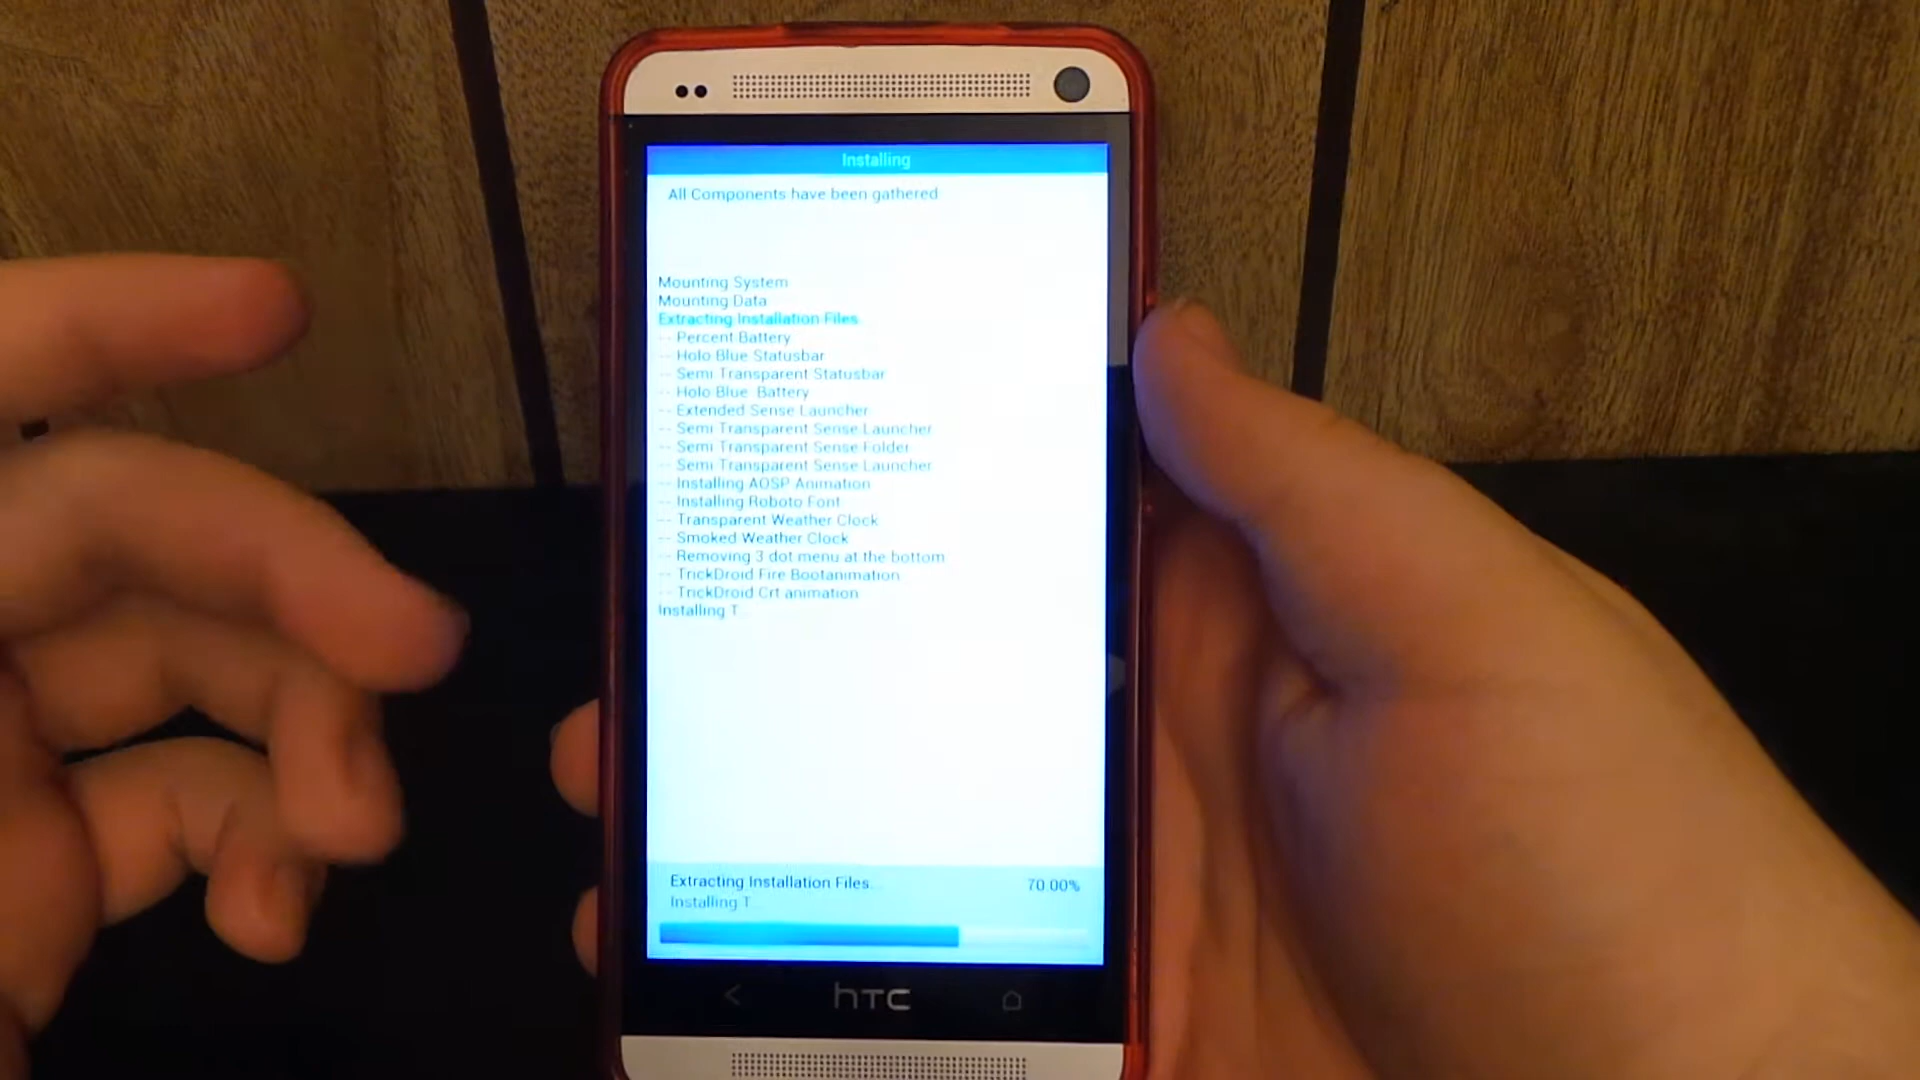 Installing
All Components have been gathered
Mounting System
Mounting Data
Extracting Installation Files
-- Percent Battery
-- Holo Blue Statusbar
-- Semi Transparent Statusbar
-- Holo Blue Battery
-- Extended Sense Launcher
-- Semi Transparent Sense Launcher
-- Semi Transparent Sense Folder
-- Semi Transparent Sense Launcher
-- Installing AOSP Animation
-- Installing Roboto Font
-- Transparent Weather Clock
-- Smoked Weather Clock
-- Removing 3 dot menu at the bottom
-- TrickDroid Fire Bootanimation
-- TrickDroid Crt animation
Installing T...
Extracting Installation Files... 70.00%
Installing T...
hTC